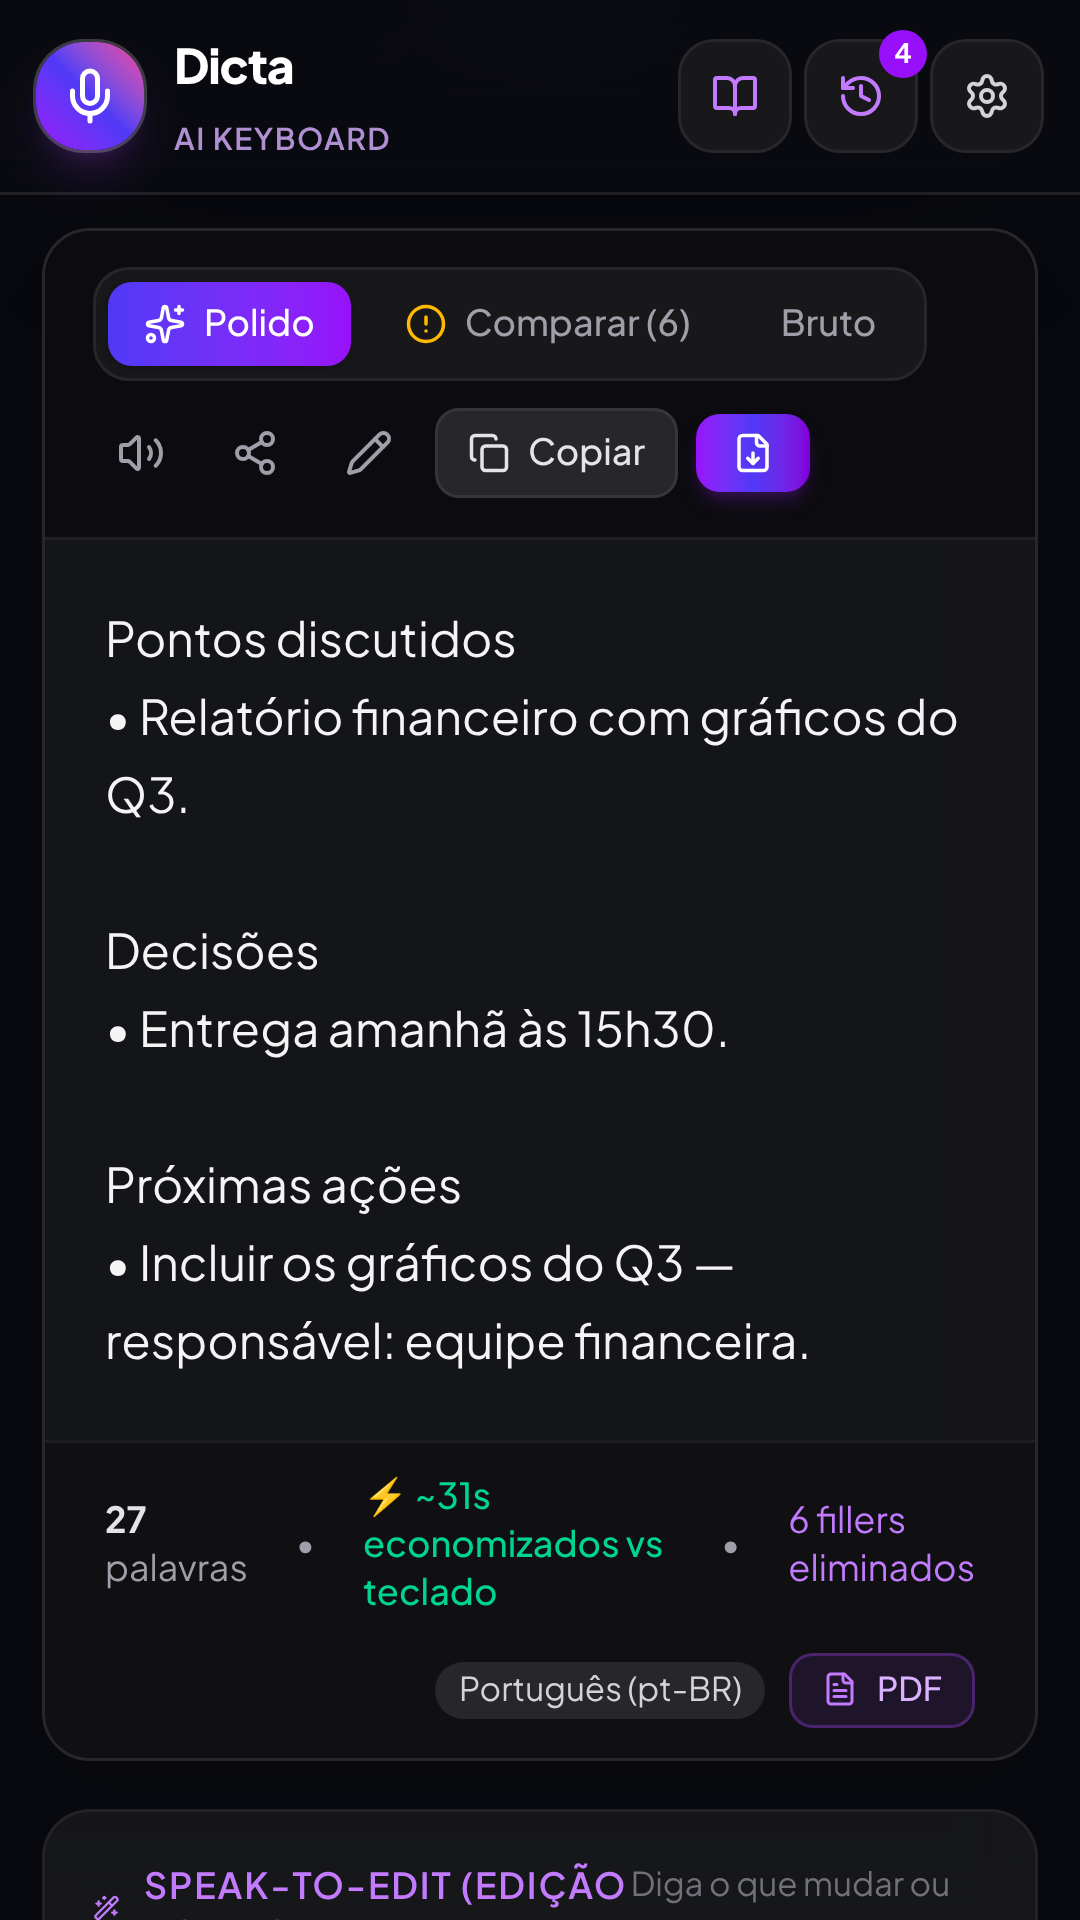 Dicta
AI KEYBOARD
4
Polido
Comparar (6)
Bruto
Copiar
Pontos discutidos
• Relatório financeiro com gráficos do
Q3.
Decisões
• Entrega amanhã às 15h30.
Próximas ações
• Incluir os gráficos do Q3 —
responsável: equipe financeira.
27
palavras
•
⚡ ~31s
economizados vs
teclado
•
6 fillers
eliminados
Português (pt-BR)
PDF
SPEAK-TO-EDIT (EDIÇÃO
Diga o que mudar ou